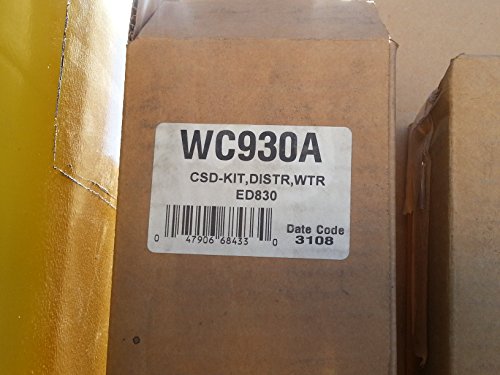 WC930A
CSD-KIT,DISTR,WTR
ED830
0 47906 68433 0
Date Code
3108